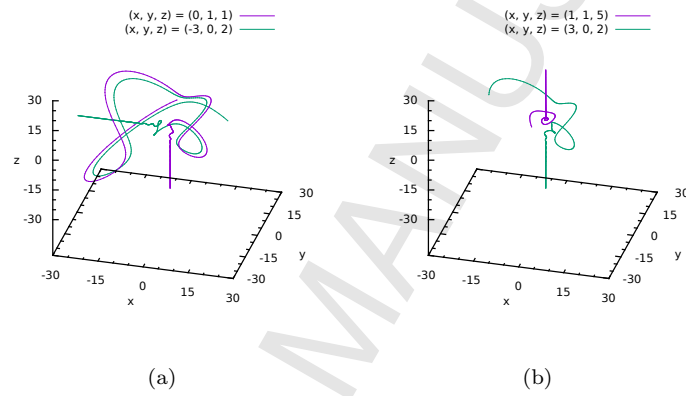 (x, y, z) = (0, 1, 1)
(x, y, z) = (-3, 0, 2)
30
15
z 0
-15
-30
30
15
0
-15
-30
y
-30
-15
0
15
30
x
(a)
(x, y, z) = (1, 1, 5)
(x, y, z) = (3, 0, 2)
30
15
z 0
-15
-30
30
15
0
-15
-30
y
-30
-15
0
15
30
x
(b)
MANUS